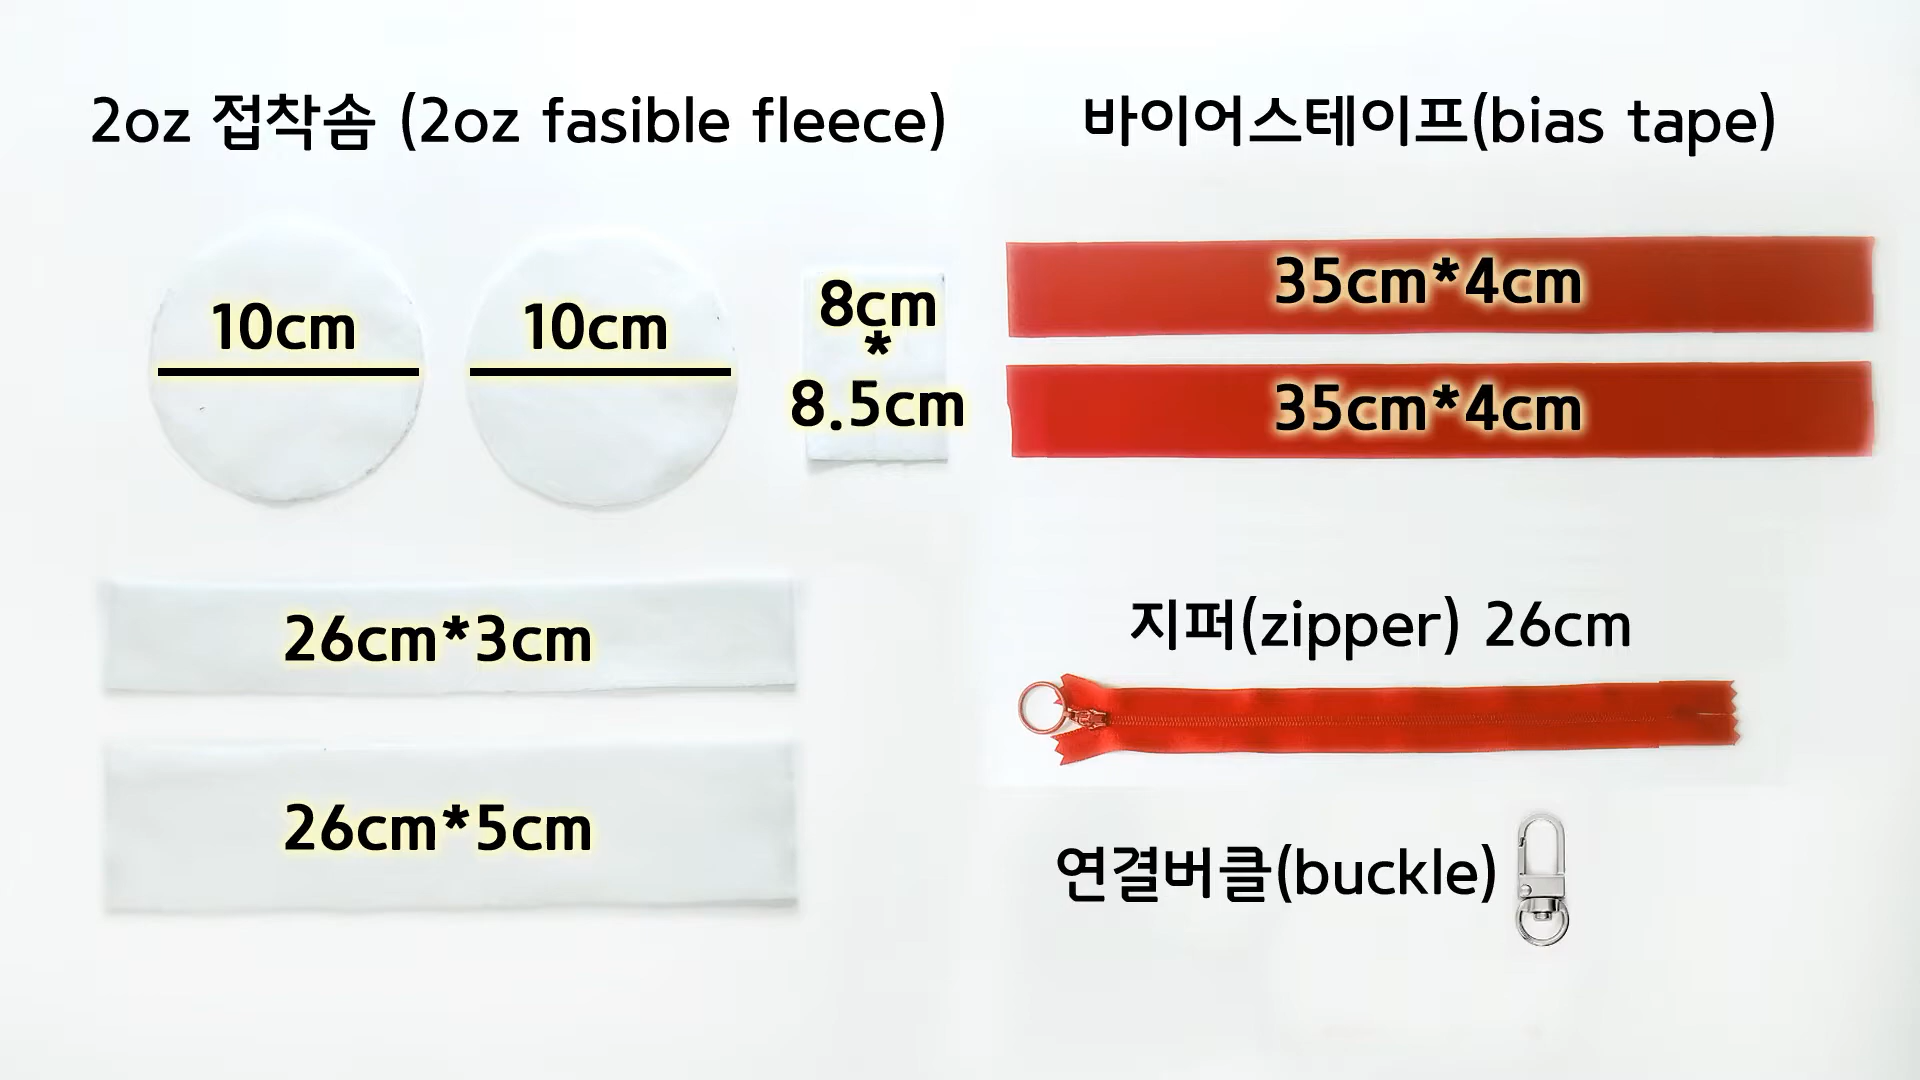 2oz 접착솜 (2oz fasible fleece)
10cm
10cm
8cm
*
8.5cm
26cm*3cm
26cm*5cm
바이어스테이프(bias tape)
35cm*4cm
35cm*4cm
지퍼(zipper) 26cm
연결버클(buckle)